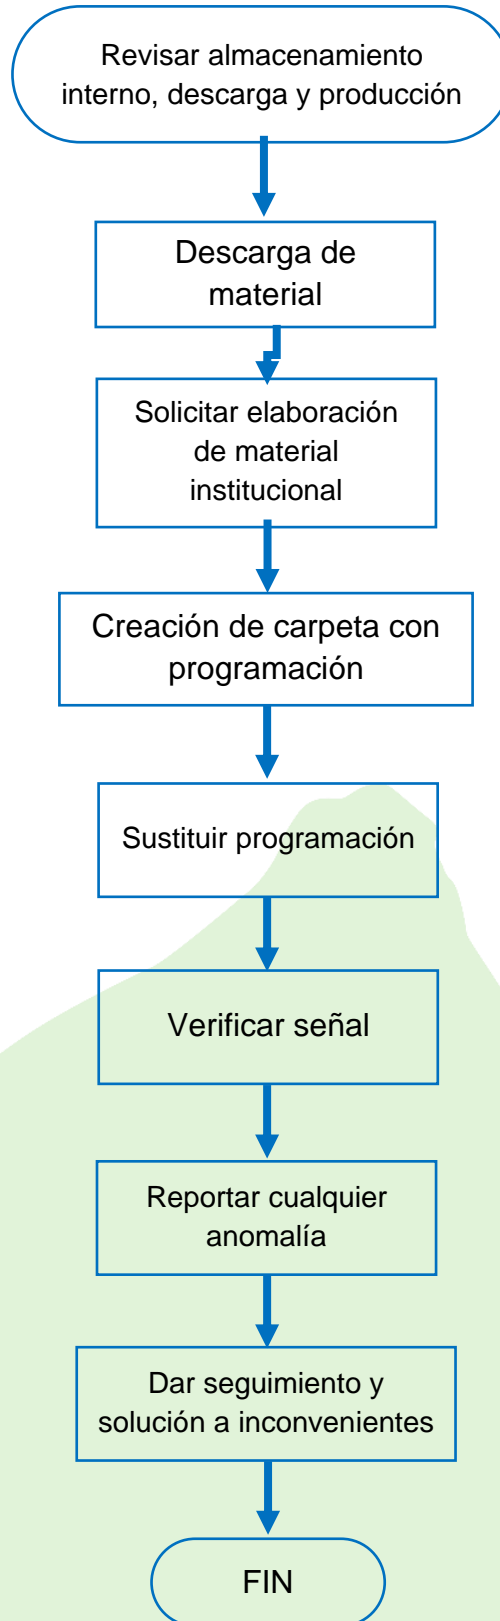 Revisar almacenamiento
interno, descarga y producción
Descarga de
material
Solicitar elaboración
de material
institucional
Creación de carpeta con
programación
Sustituir programación
Verificar señal
Reportar cualquier
anomalía
Dar seguimiento y
solución a inconvenientes
FIN